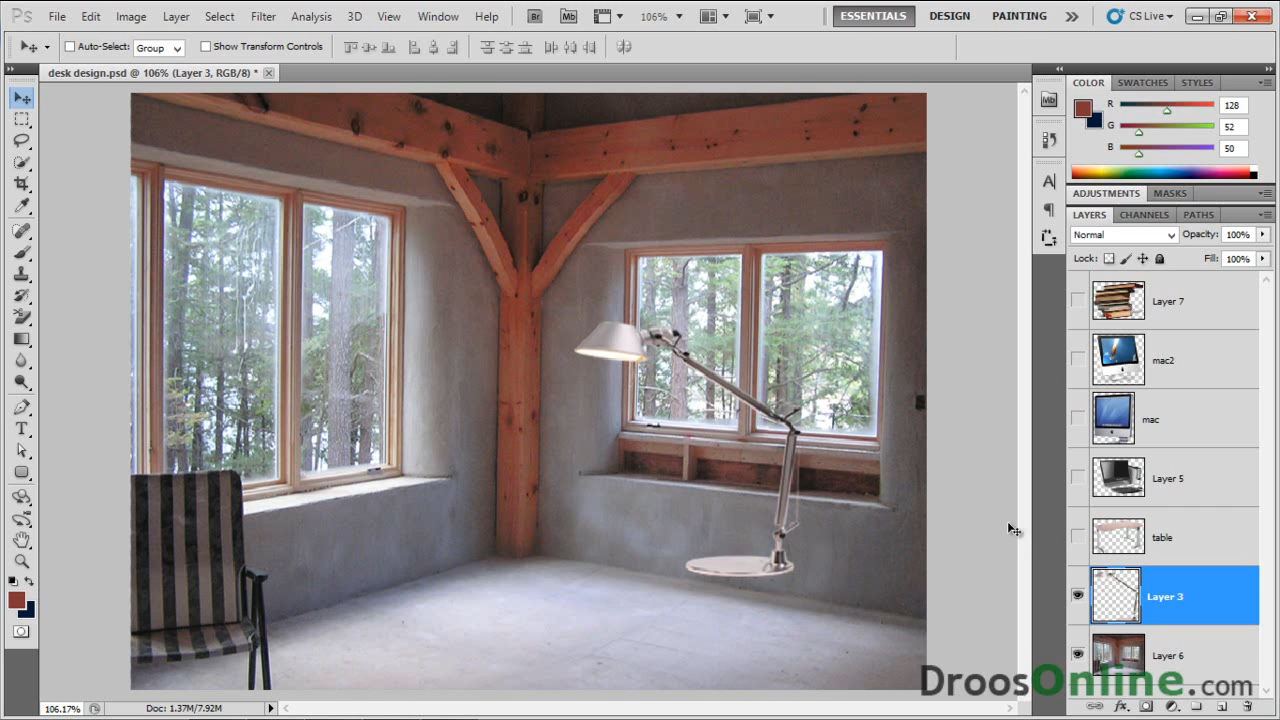 Ps File Edit Image Layer Select Filter Analysis 3D View Window Help Br Mb 106% ESSENTIALS DESIGN PAINTING CS Live
Auto-Select: Group Show Transform Controls
desk design.psd @ 106% (Layer 3, RGB/8) *
COLOR SWATCHES STYLES
Mb
R 128
G 52
B 50
A
ADJUSTMENTS MASKS
LAYERS CHANNELS PATHS
Normal Opacity: 100%
Lock: Fill: 100%
Layer 7
mac2
mac
Layer 5
table
Layer 3
Layer 6
T
DroosOnline.com
106.17% Doc: 1.37M/7.92M
fx